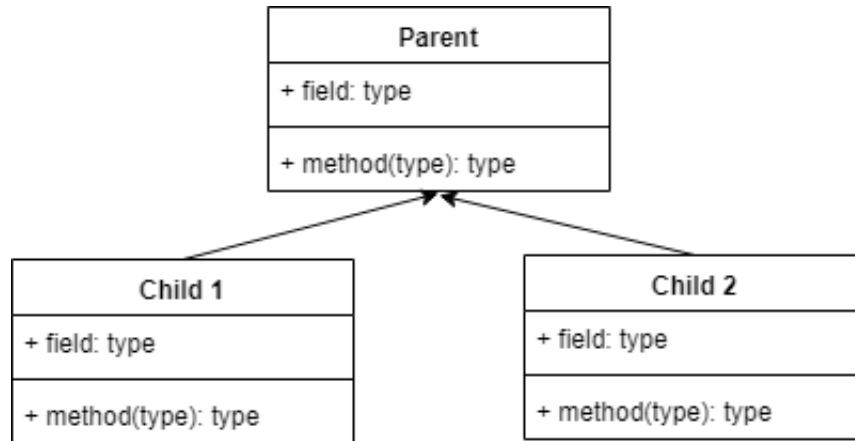 Parent
+ field: type
+ method(type): type
Child 1
+ field: type
+ method(type): type
Child 2
+ field: type
+ method(type): type